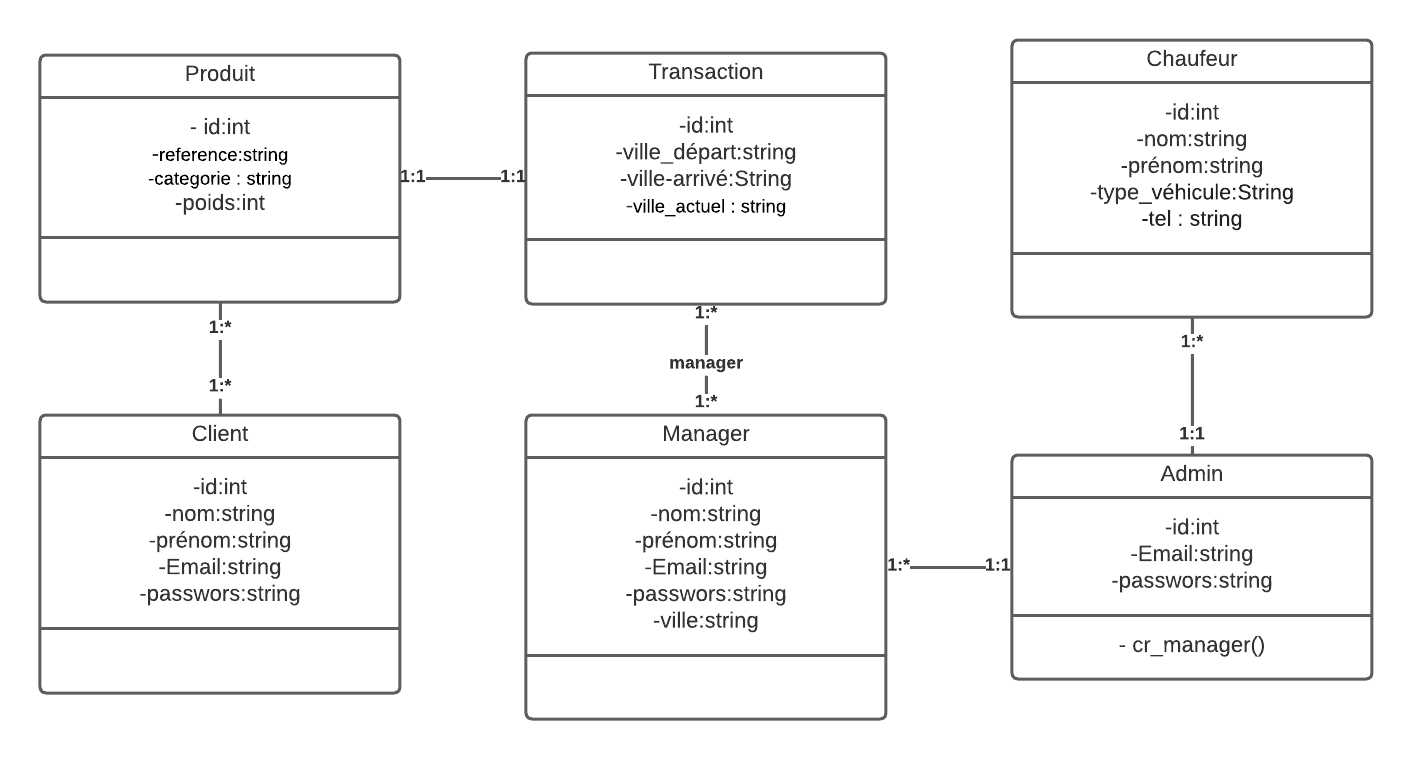 Produit
- id:int
-reference:string
-categorie : string
-poids:int
1:1
1:1
Transaction
-id:int
-ville_départ:string
-ville-arrivé:String
-ville_actuel : string
Chaufeur
-id:int
-nom:string
-prénom:string
-type_véhicule:String
-tel : string
1:*
1:*
1:*
manager
1:*
1:*
1:1
Client
-id:int
-nom:string
-prénom:string
-Email:string
-passwors:string
Manager
-id:int
-nom:string
-prénom:string
-Email:string
-passwors:string
-ville:string
1:*
1:1
Admin
-id:int
-Email:string
-passwors:string
- cr_manager()